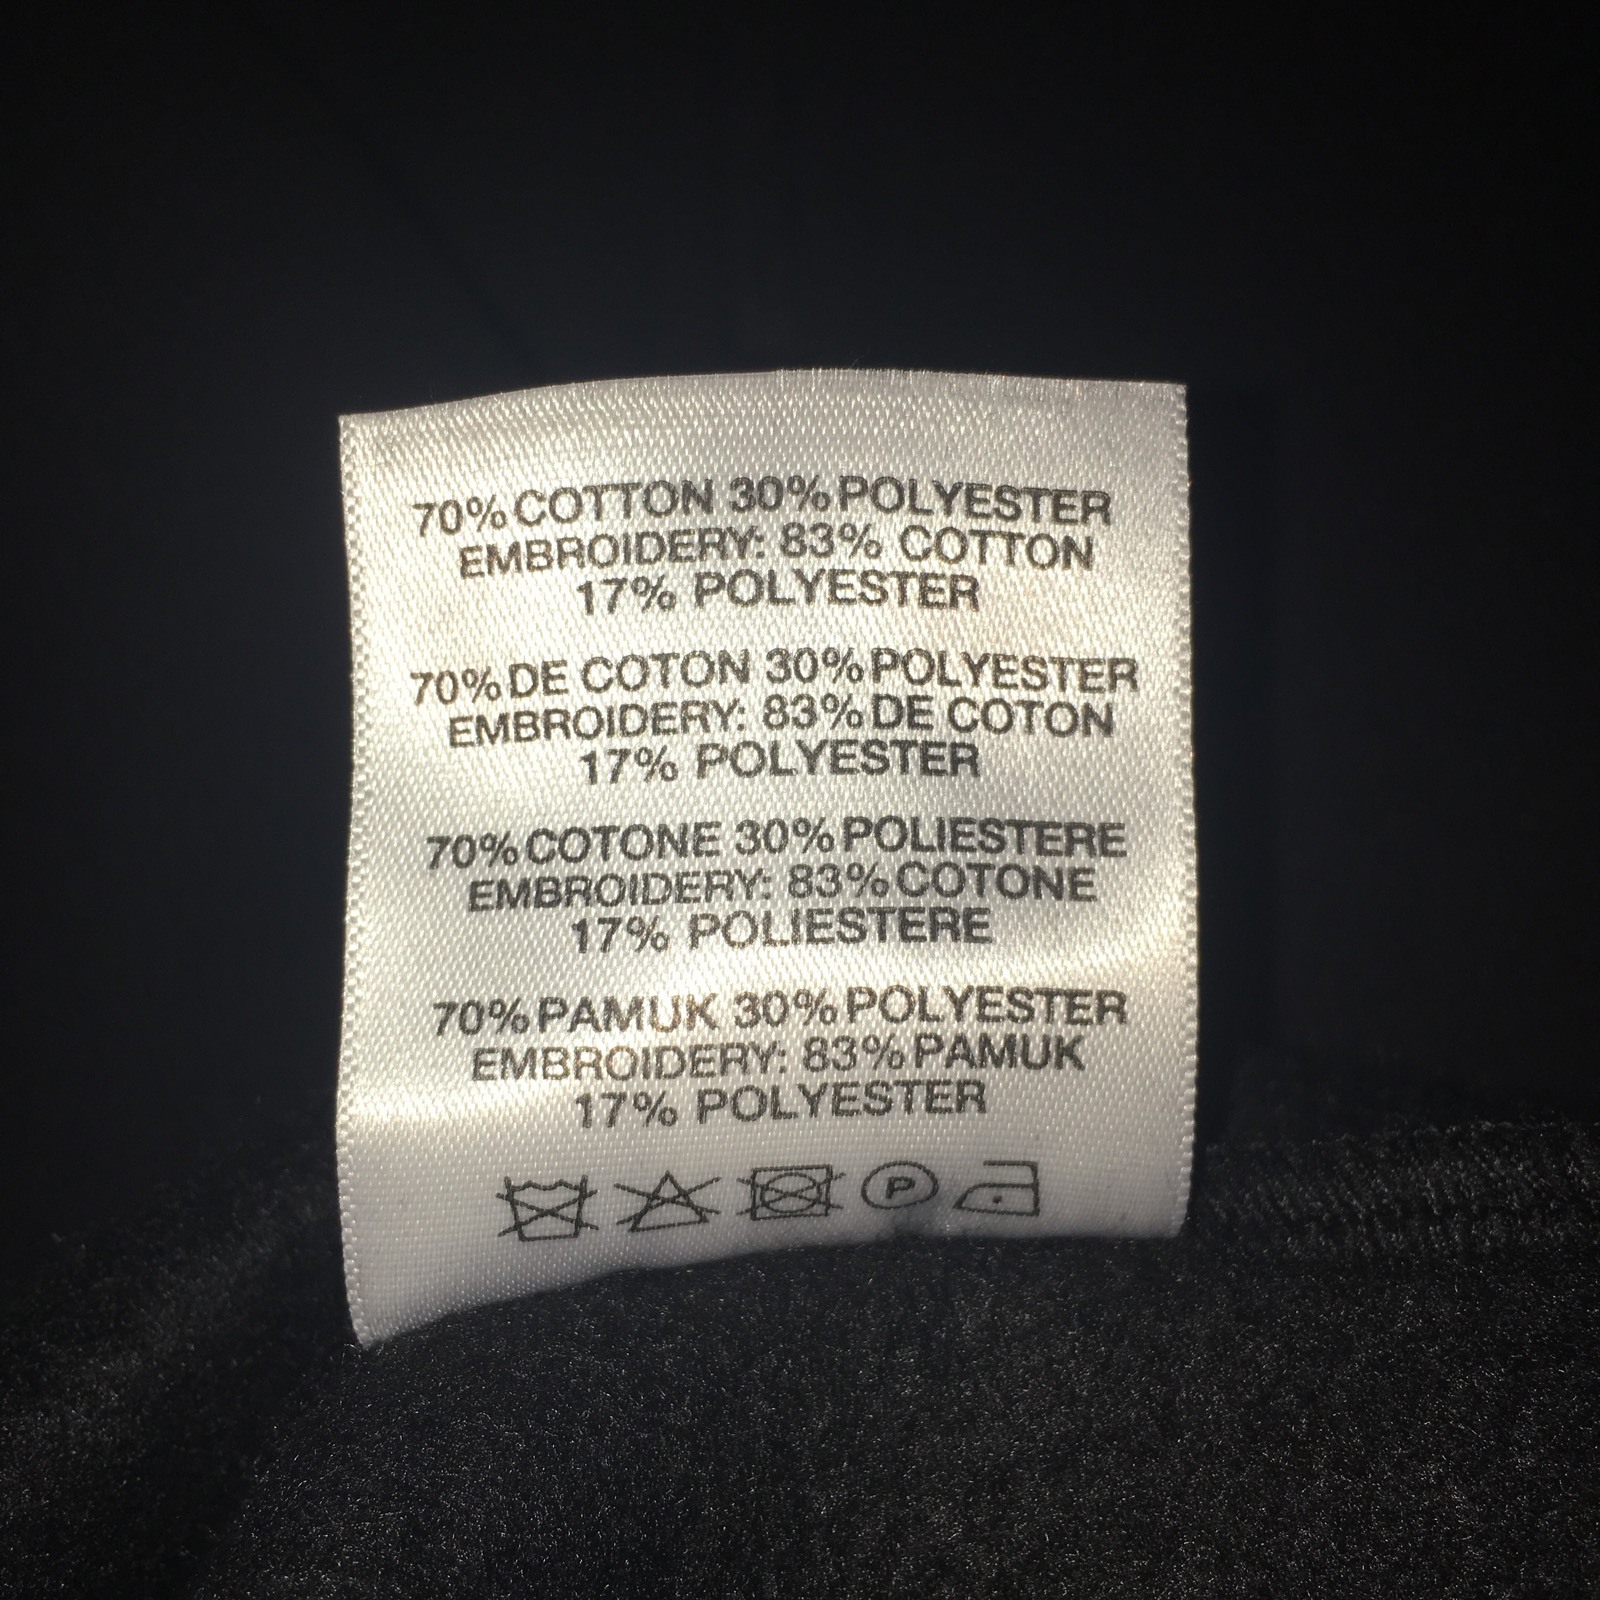 70% COTTON 30% POLYESTER
EMBROIDERY: 83% COTTON
17% POLYESTER
70% DE COTON 30% POLYESTER
EMBROIDERY: 83% DE COTON
17% POLYESTER
70% COTONE 30% POLIESTERE
EMBROIDERY: 83% COTONE
17% POLIESTERE
70% PAMUK 30% POLYESTER
EMBROIDERY: 83% PAMUK
17% POLYESTER
P